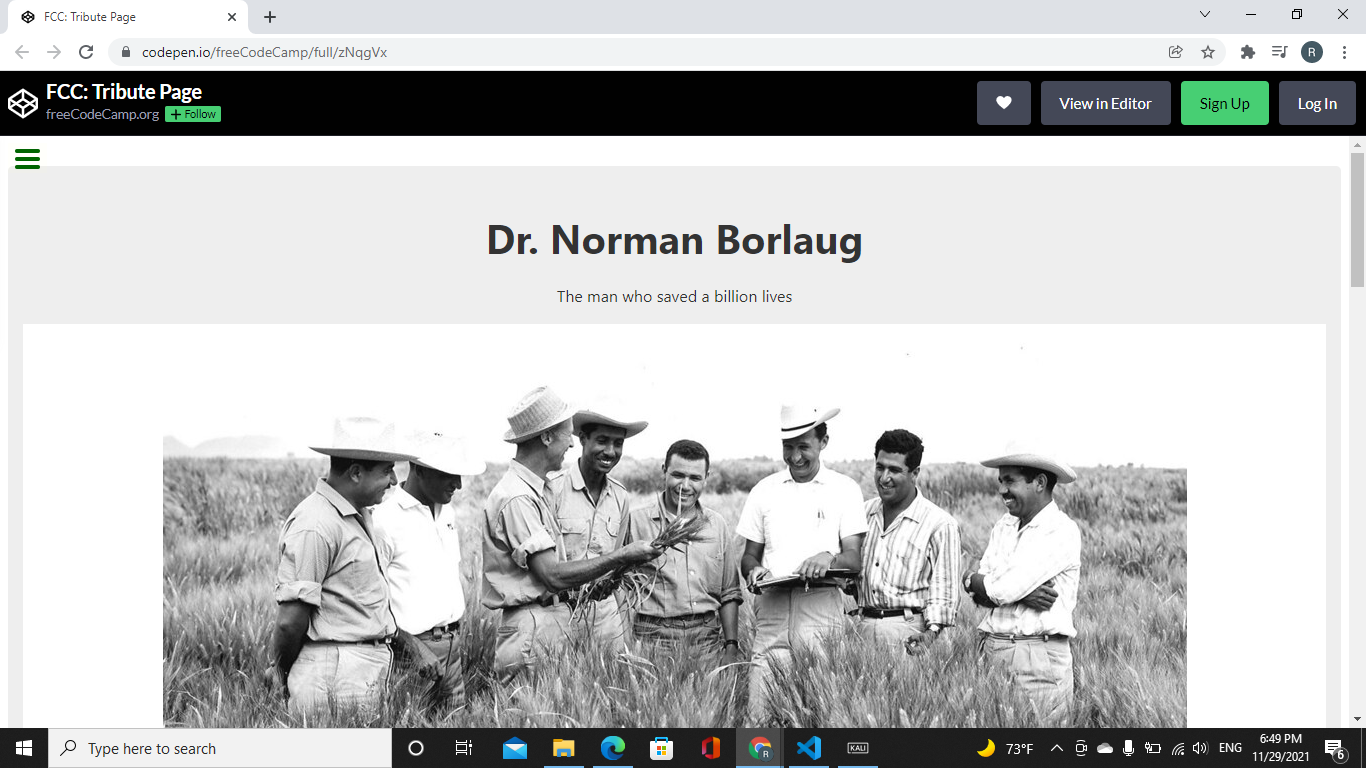 FCC: Tribute Page
codepen.io/freeCodeCamp/full/zNqgVx
R
FCC: Tribute Page
freeCodeCamp.org + Follow
View in Editor
Sign Up
Log In
Dr. Norman Borlaug
The man who saved a billion lives
Type here to search
R
KALI
73°F
ENG
6:49 PM
11/29/2021
6